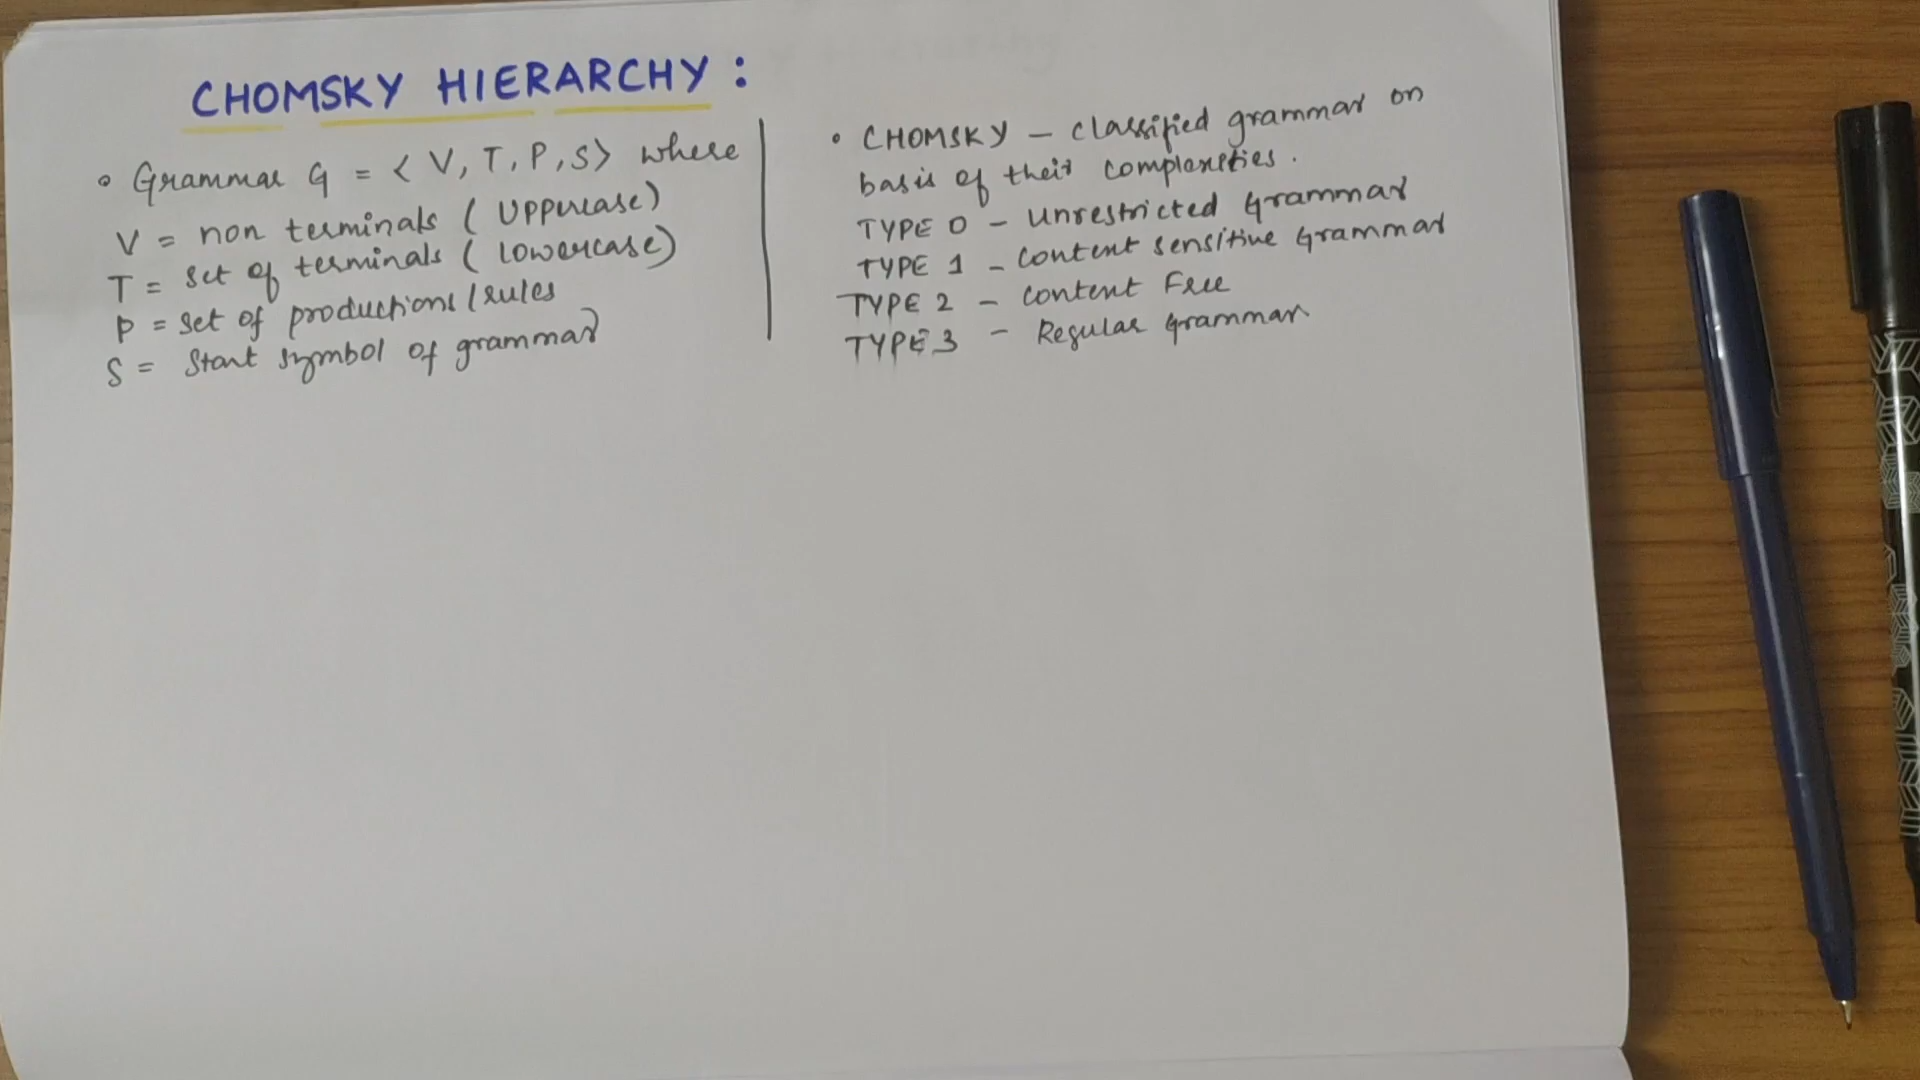 CHOMSKY HIERARCHY :
• Grammar G = < V, T, P, S > where
V = non terminals ( Uppercase )
T = set of terminals ( lowercase )
P = set of productions / rules
S = Start symbol of grammar
• CHOMSKY – classified grammar on
basis of their complexeties .
TYPE 0 – Unrestricted Grammar
TYPE 1 – Content sensitive Grammar
TYPE 2 – Content Free
TYPE 3 – Regular Grammar